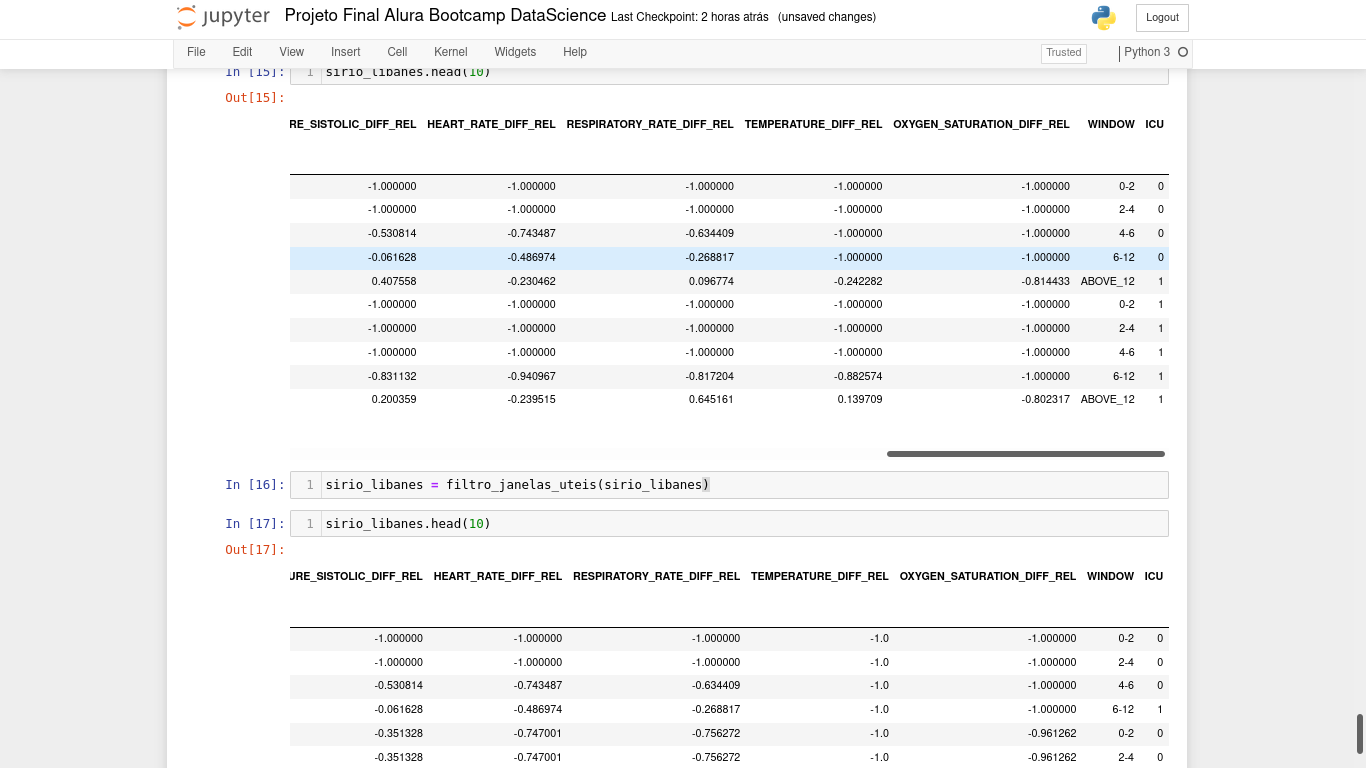 jupyter Projeto Final Alura Bootcamp DataScience Last Checkpoint: 2 horas atrás (unsaved changes) Logout
File Edit View Insert Cell Kernel Widgets Help Trusted Python 3
In [15]: 1 sirio_libanes.head(10)
Out[15]:
RE_SISTOLIC_DIFF_REL HEART_RATE_DIFF_REL RESPIRATORY_RATE_DIFF_REL TEMPERATURE_DIFF_REL OXYGEN_SATURATION_DIFF_REL WINDOW ICU
-1.000000 -1.000000 -1.000000 -1.000000 -1.000000 0-2 0
-1.000000 -1.000000 -1.000000 -1.000000 -1.000000 2-4 0
-0.530814 -0.743487 -0.634409 -1.000000 -1.000000 4-6 0
-0.061628 -0.486974 -0.268817 -1.000000 -1.000000 6-12 0
0.407558 -0.230462 0.096774 -0.242282 -0.814433 ABOVE_12 1
-1.000000 -1.000000 -1.000000 -1.000000 -1.000000 0-2 1
-1.000000 -1.000000 -1.000000 -1.000000 -1.000000 2-4 1
-1.000000 -1.000000 -1.000000 -1.000000 -1.000000 4-6 1
-0.831132 -0.940967 -0.817204 -0.882574 -1.000000 6-12 1
0.200359 -0.239515 0.645161 0.139709 -0.802317 ABOVE_12 1
In [16]: 1 sirio_libanes = filtro_janelas_uteis(sirio_libanes)
In [17]: 1 sirio_libanes.head(10)
Out[17]:
URE_SISTOLIC_DIFF_REL HEART_RATE_DIFF_REL RESPIRATORY_RATE_DIFF_REL TEMPERATURE_DIFF_REL OXYGEN_SATURATION_DIFF_REL WINDOW ICU
-1.000000 -1.000000 -1.000000 -1.0 -1.000000 0-2 0
-1.000000 -1.000000 -1.000000 -1.0 -1.000000 2-4 0
-0.530814 -0.743487 -0.634409 -1.0 -1.000000 4-6 0
-0.061628 -0.486974 -0.268817 -1.0 -1.000000 6-12 1
-0.351328 -0.747001 -0.756272 -1.0 -0.961262 0-2 0
-0.351328 -0.747001 -0.756272 -1.0 -0.961262 2-4 0